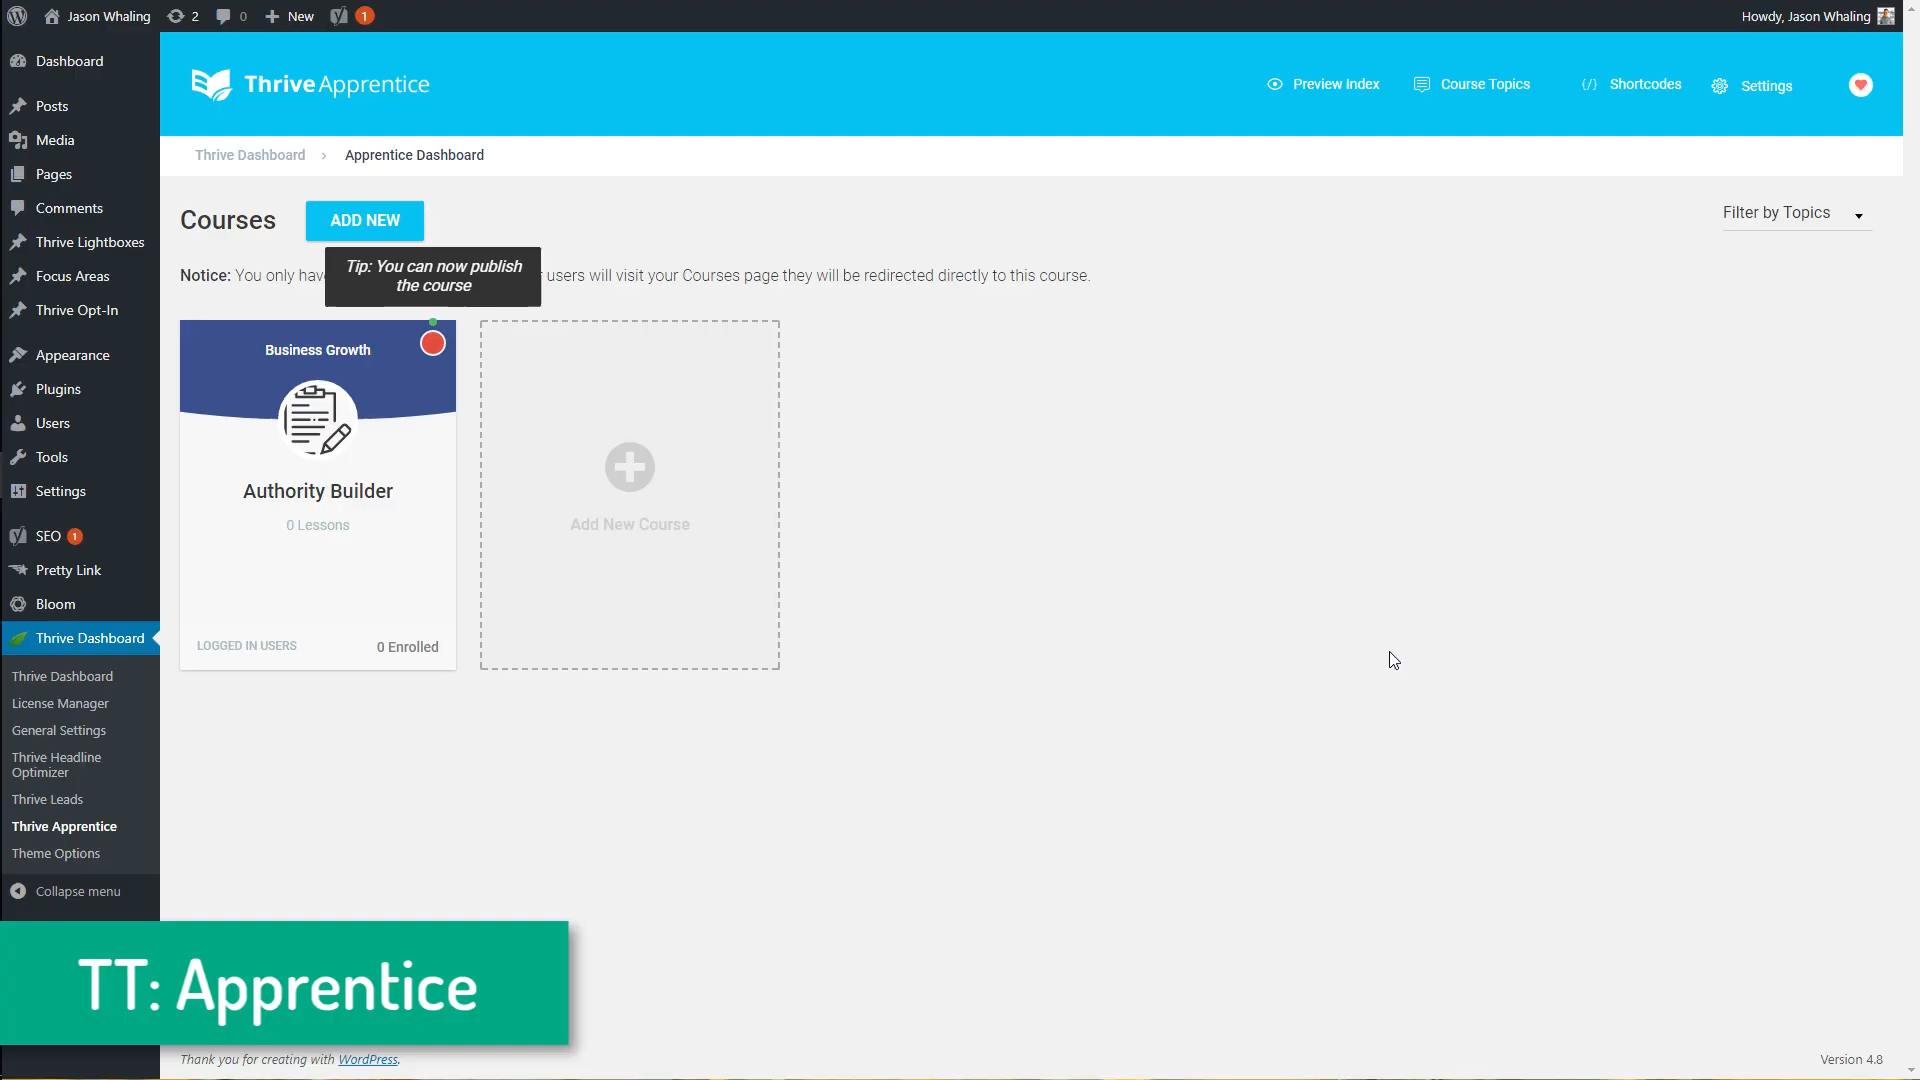 Jason Whaling
2
0
New
1
Howdy, Jason Whaling
Dashboard
Posts
Media
Pages
Comments
Thrive Lightboxes
Focus Areas
Thrive Opt-In
Appearance
Plugins
Users
Tools
Settings
SEO 1
Pretty Link
Bloom
Thrive Dashboard
Thrive Dashboard
License Manager
General Settings
Thrive Headline
Optimizer
Thrive Leads
Thrive Apprentice
Theme Options
Collapse menu
Thrive Apprentice
Preview Index
Course Topics
Shortcodes
Settings
Thrive Dashboard > Apprentice Dashboard
Courses
ADD NEW
Filter by Topics
Tip: You can now publish
the course
Notice: You only hav users will visit your Courses page they will be redirected directly to this course.
Business Growth
Authority Builder
0 Lessons
LOGGED IN USERS
0 Enrolled
Add New Course
TT: Apprentice
Thank you for creating with WordPress.
Version 4.8